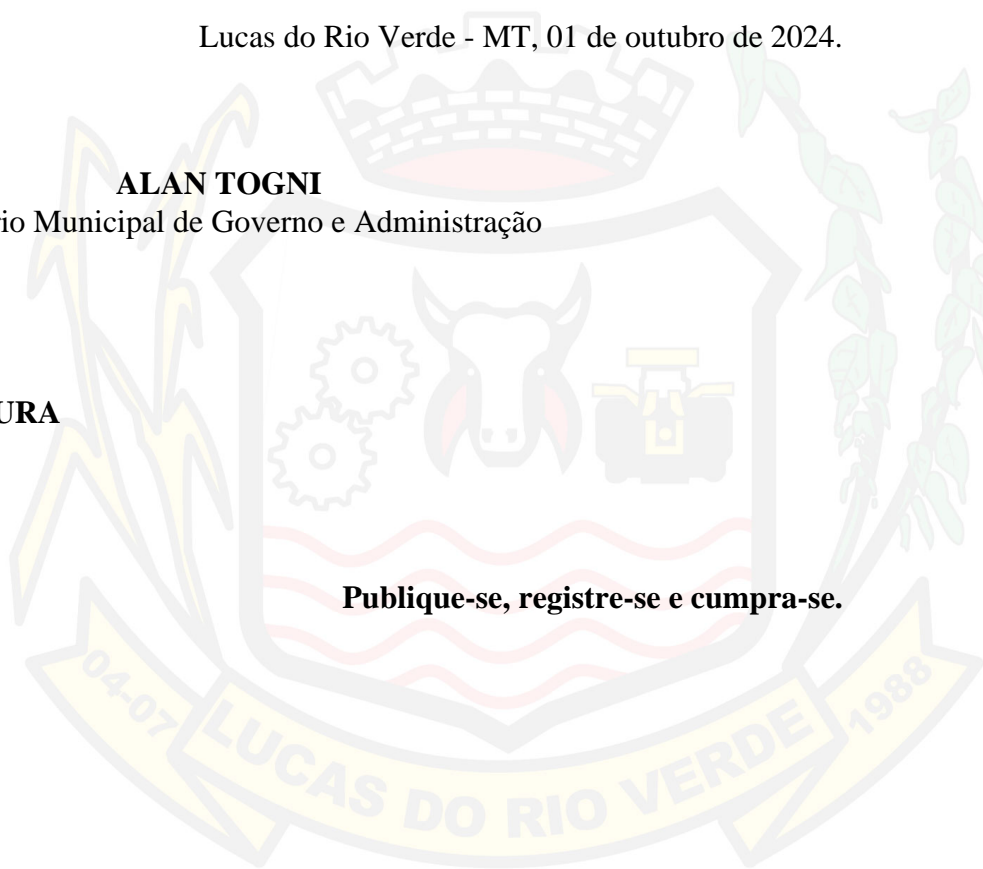 Lucas do Rio Verde - MT, 01 de outubro de 2024.
ALAN TOGNI
rio Municipal de Governo e Administração
URA
Publique-se, registre-se e cumpra-se.
04-07
LUCAS DO RIO VERDE
1988